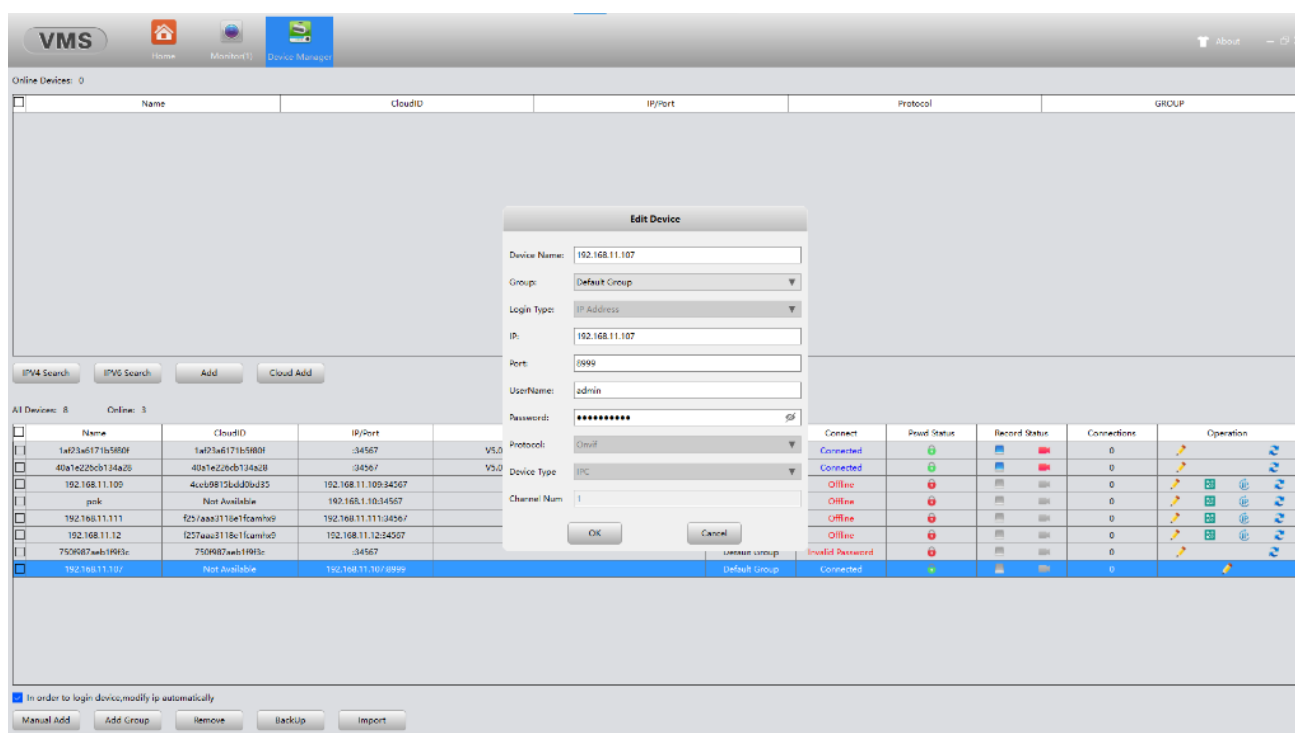 VMS
Home
Monitor(1)
Device Manager
About
Online Devices: 0
Name CloudID IP/Port Protocol GROUP
Edit Device
Device Name: 192.168.11.107
Group: Default Group
Login Type: IP Address
IP: 192.168.11.107
Port: 8999
UserName: admin
Password: ●●●●●●●●●●
Protocol: Onvif
Device Type IPC
Channel Num 1
OK Cancel
IPV4 Search IPV6 Search Add Cloud Add
All Devices: 8 Online: 3
Name CloudID IP/Port Connect Pswd Status Record Status Connections Operation
1af23a6171b5f80f 1af23a6171b5f80f :34567 V5.0 Connected 0
40a1e226cb134a28 40a1e226cb134a28 :34567 V5.0 Connected 0
192.168.11.109 4ceb9815bdd0bd35 192.168.11.109:34567 Offline 0
pok Not Available 192.168.1.10:34567 Offline 0
192.168.11.111 f257aaa3118e1fcamhx9 192.168.11.111:34567 Offline 0
192.168.11.12 f257aaa3118e1fcamhx9 192.168.11.12:34567 Offline 0
750f987aeb1f9f3c 750f987aeb1f9f3c :34567 Default Group Invalid Password 0
192.168.11.107 Not Available 192.168.11.107:8999 Default Group Connected 0
In order to login device,modify ip automatically
Manual Add Add Group Remove BackUp Import